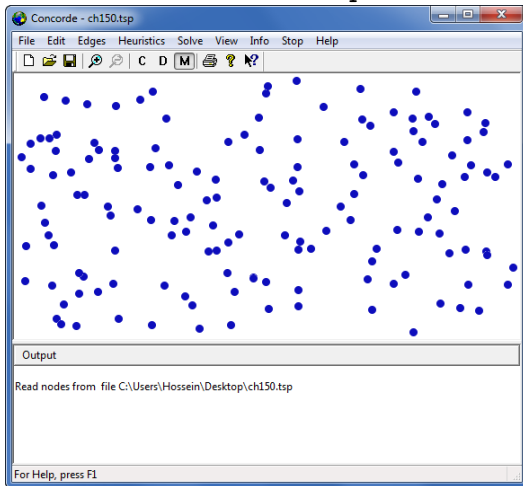 Concorde - ch150.tsp
File Edit Edges Heuristics Solve View Info Stop Help
C D M
Output
Read nodes from file C:\Users\Hossein\Desktop\ch150.tsp
For Help, press F1